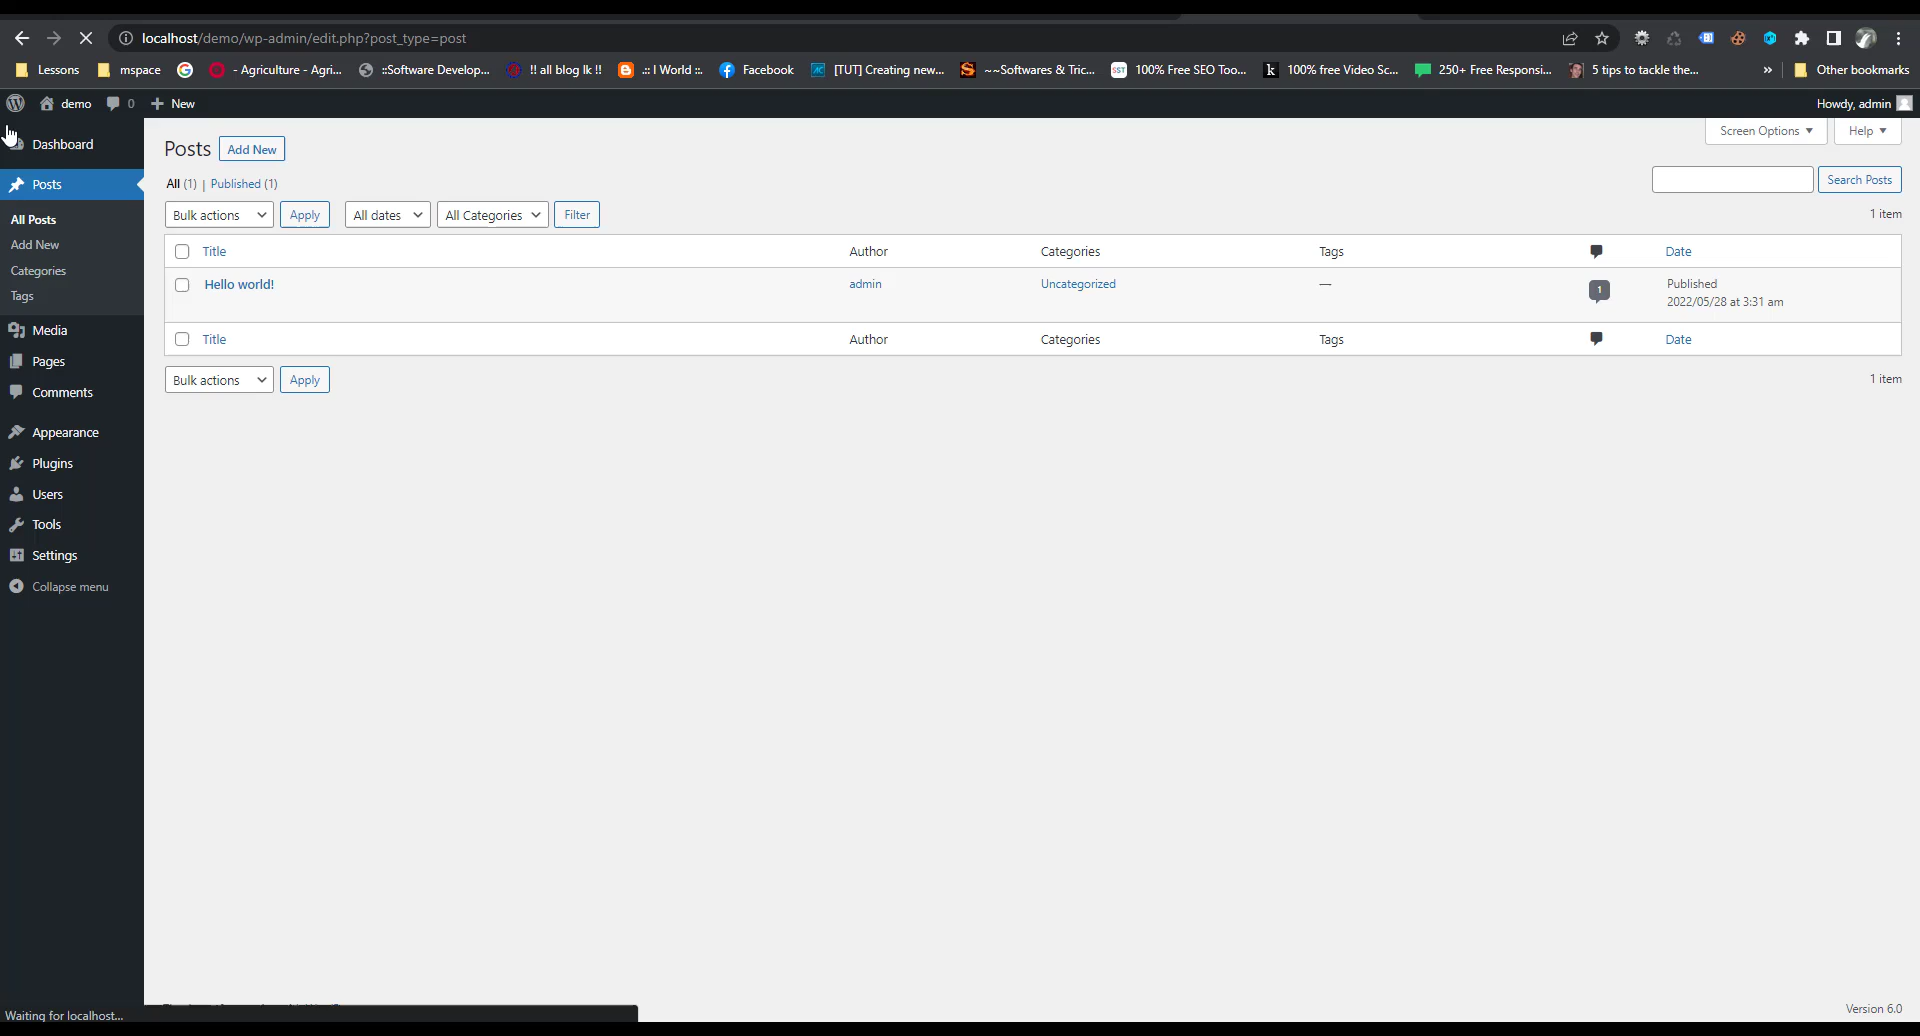 localhost/demo/wp-admin/edit.php?post_type=post
Lessons mspace - Agriculture - Agri... ::Software Develop... !! all blog lk !! .:: I World ::. Facebook [TUT] Creating new... ~~Softwares & Tric... 100% Free SEO Too... 100% free Video Sc... 250+ Free Responsi... 5 tips to tackle the... » Other bookmarks
demo 0 + New Howdy, admin
Dashboard
Posts
All Posts
Add New
Categories
Tags
Media
Pages
Comments
Appearance
Plugins
Users
Tools
Settings
Collapse menu
Screen Options Help
Posts Add New
All (1) | Published (1)
Search Posts
Bulk actions Apply All dates All Categories Filter 1 item
Title Author Categories Tags Date
Hello world! admin Uncategorized — 1 Published
2022/05/28 at 3:31 am
Title Author Categories Tags Date
Bulk actions Apply 1 item
Version 6.0
Waiting for localhost...